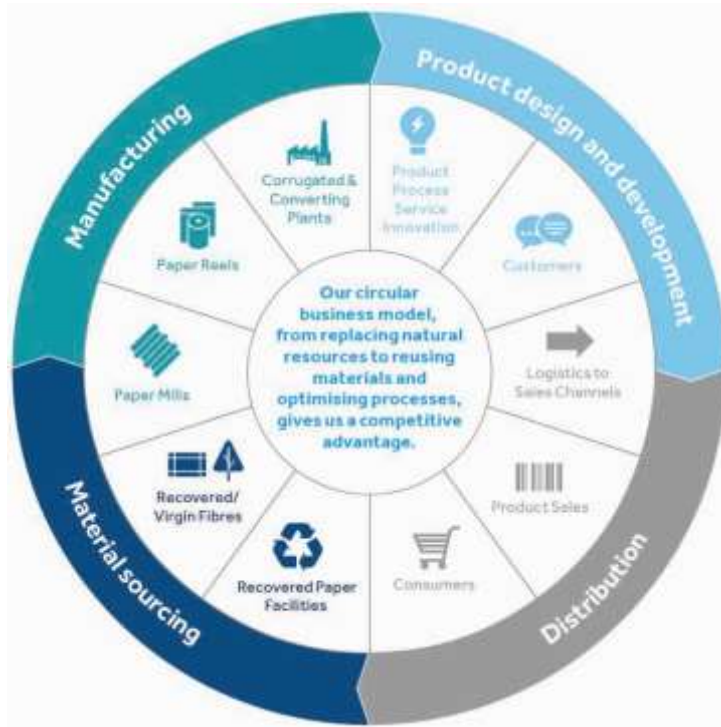 Manufacturing
Product design and development
Corrugated &
Converting
Plants
Product
Process
Service
Innovation
Paper Reels
Customers
Our circular
business model,
from replacing natural
resources to reusing
materials and
optimising processes,
gives us a competitive
advantage.
Paper Mills
Logistics to
Sales Channels
Recovered/
Virgin Fibres
Product Sales
Recovered Paper
Facilities
Consumers
Material sourcing
Distribution